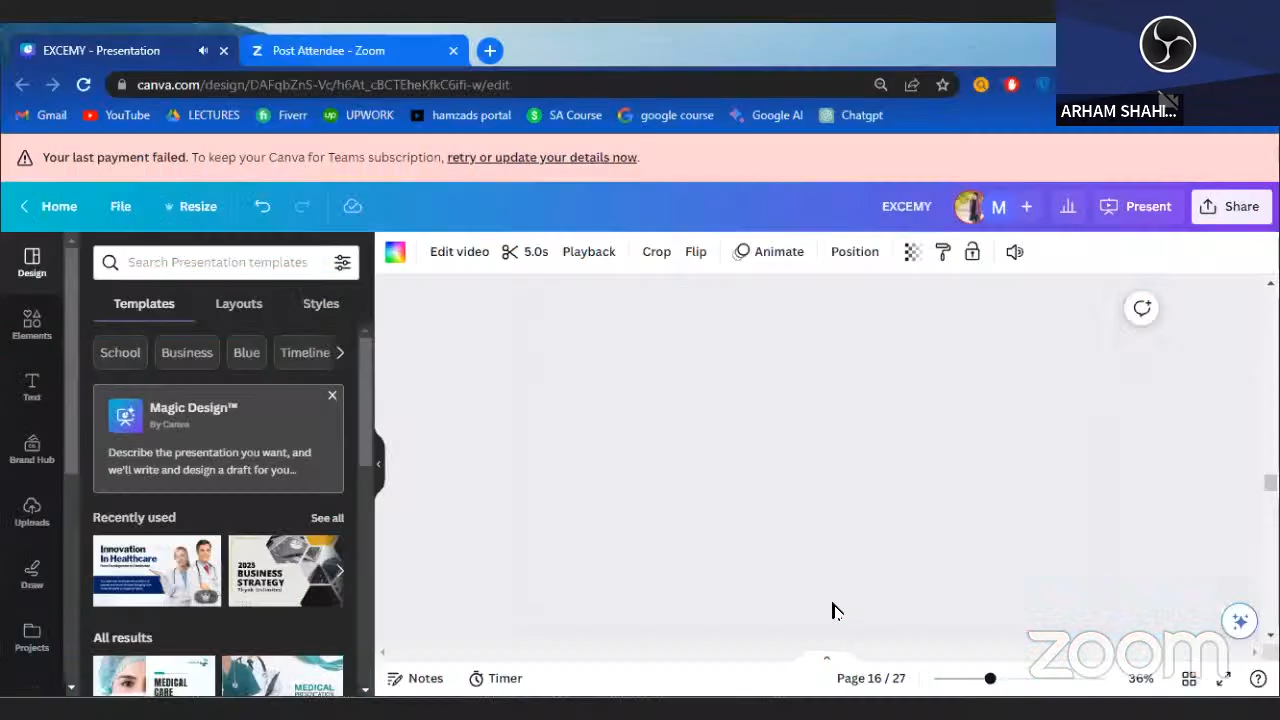 EXCEMY - Presentation
Post Attendee - Zoom
ARHAM SHAHI...
canva.com/design/DAFqbZnS-Vc/h6At_cBCTEheKfkC6ifi-w/edit
Gmail YouTube LECTURES Fiverr UPWORK hamzads portal SA Course google course Google AI Chatgpt
Your last payment failed. To keep your Canva for Teams subscription, retry or update your details now.
Home File Resize EXCEMY M Present Share
Design
Elements
Text
Brand Hub
Uploads
Draw
Projects
Search Presentation templates
Edit video 5.0s Playback Crop Flip Animate Position
Templates Layouts Styles
School Business Blue Timeline
Magic Design™
By Canva
Describe the presentation you want, and
we'll write and design a draft for you...
Recently used See all
Innovation
In Healthcare
2025
BUSINESS
STRATEGY
All results
MEDICAL
CARE
MEDICAL
Notes Timer Page 16 / 27 36%
zoom